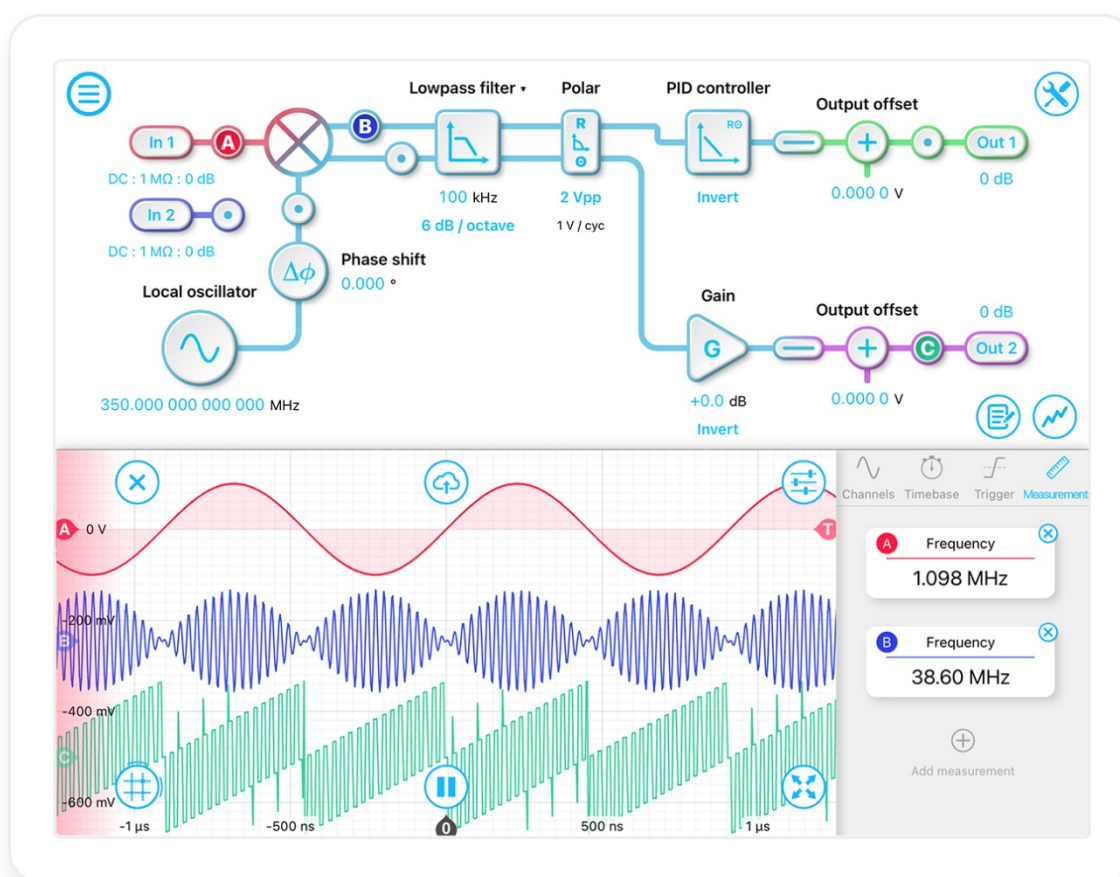 Lowpass filter ▾
Polar
PID controller
Output offset
In 1
A
B
R
Θ
RΘ
Out 1
DC : 1 MΩ : 0 dB
100 kHz
2 Vpp
Invert
0.000 0 V
0 dB
In 2
6 dB / octave
1 V / cyc
DC : 1 MΩ : 0 dB
Δϕ
Phase shift
0.000 °
Local oscillator
Gain
Output offset
0 dB
G
C
Out 2
350.000 000 000 000 MHz
+0.0 dB
0.000 0 V
Invert
Channels
Timebase
Trigger
Measurement
A
0 V
T
A Frequency
1.098 MHz
-200 mV
B
B Frequency
38.60 MHz
-400 mV
C
Add measurement
-600 mV
-1 µs
-500 ns
0
500 ns
1 µs